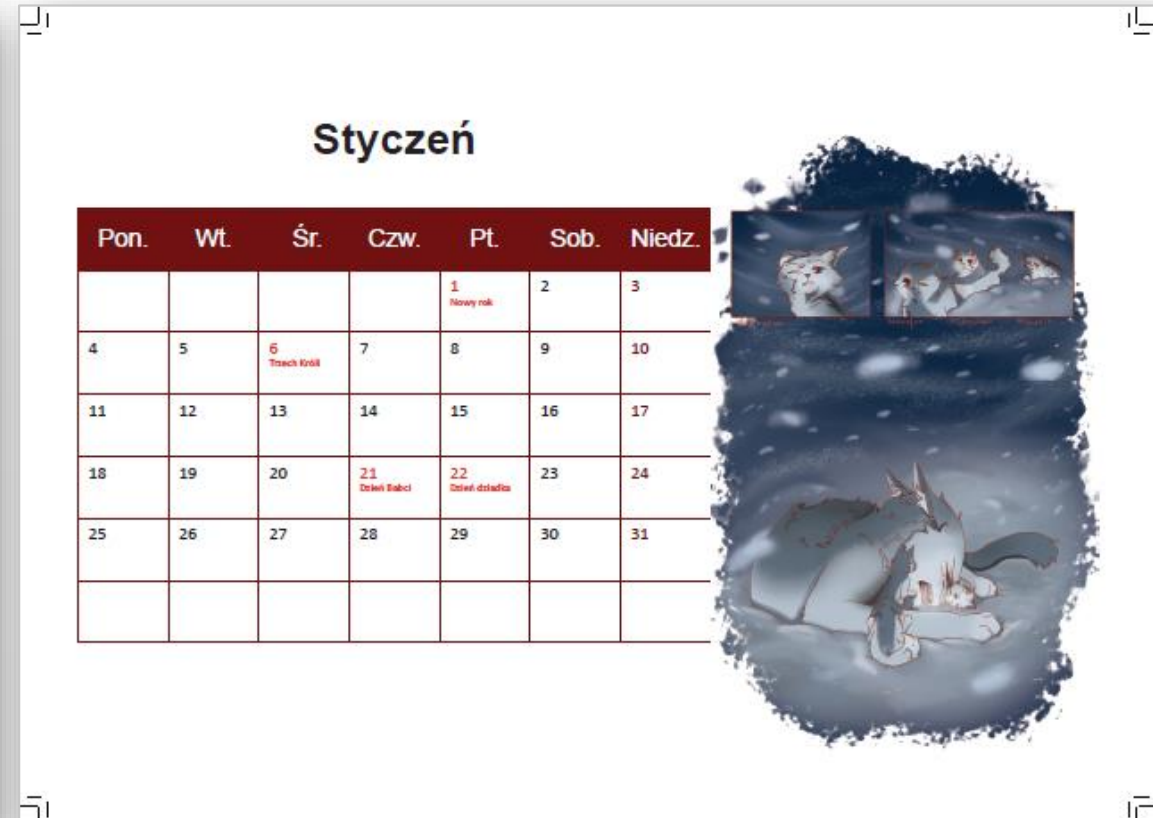 Styczeń
Pon. Wt. Śr. Czw. Pt. Sob. Niedz.
1 2 3
Nowy rok
4 5 6 7 8 9 10
Trzech Króli
11 12 13 14 15 16 17
18 19 20 21 22 23 24
Dzień Babci Dzień dziadka
25 26 27 28 29 30 31